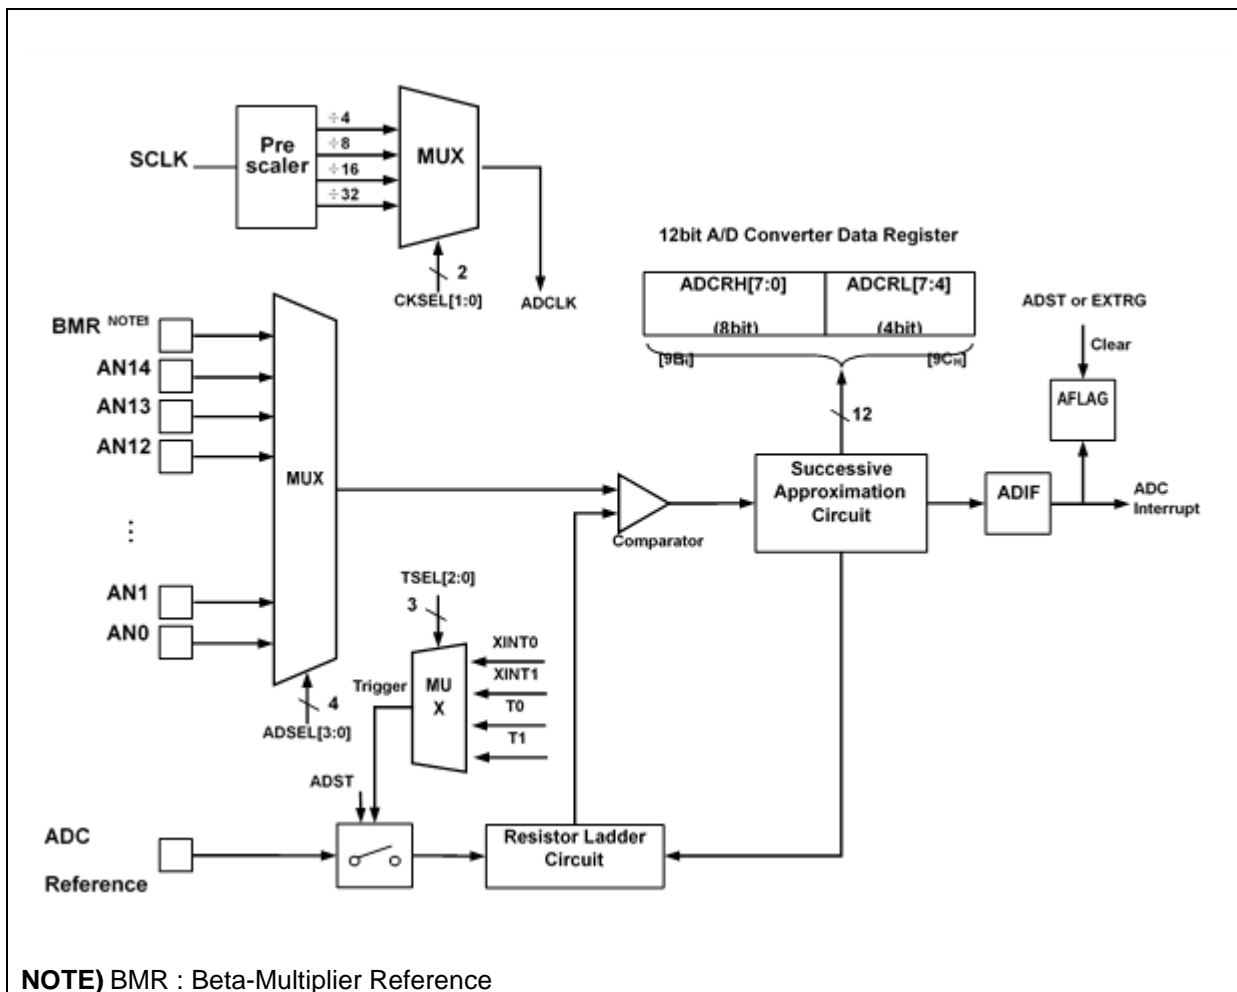 ÷4
÷8
÷16
÷32
SCLK
Pre
scaler
MUX
2
CKSEL[1:0]
ADCLK
12bit A/D Converter Data Register
ADCRH[7:0]
(8bit)
ADCRL[7:4]
(4bit)
[9BH]
[9CH]
12
ADST or EXTRG
Clear
AFLAG
BMR NOTE1
AN14
AN13
AN12
⋮
AN1
AN0
MUX
4
ADSEL[3:0]
Comparator
Successive
Approximation
Circuit
ADIF
ADC
Interrupt
TSEL[2:0]
3
Trigger
MU
X
XINT0
XINT1
T0
T1
ADST
ADC
Reference
Resistor Ladder
Circuit
NOTE) BMR : Beta-Multiplier Reference